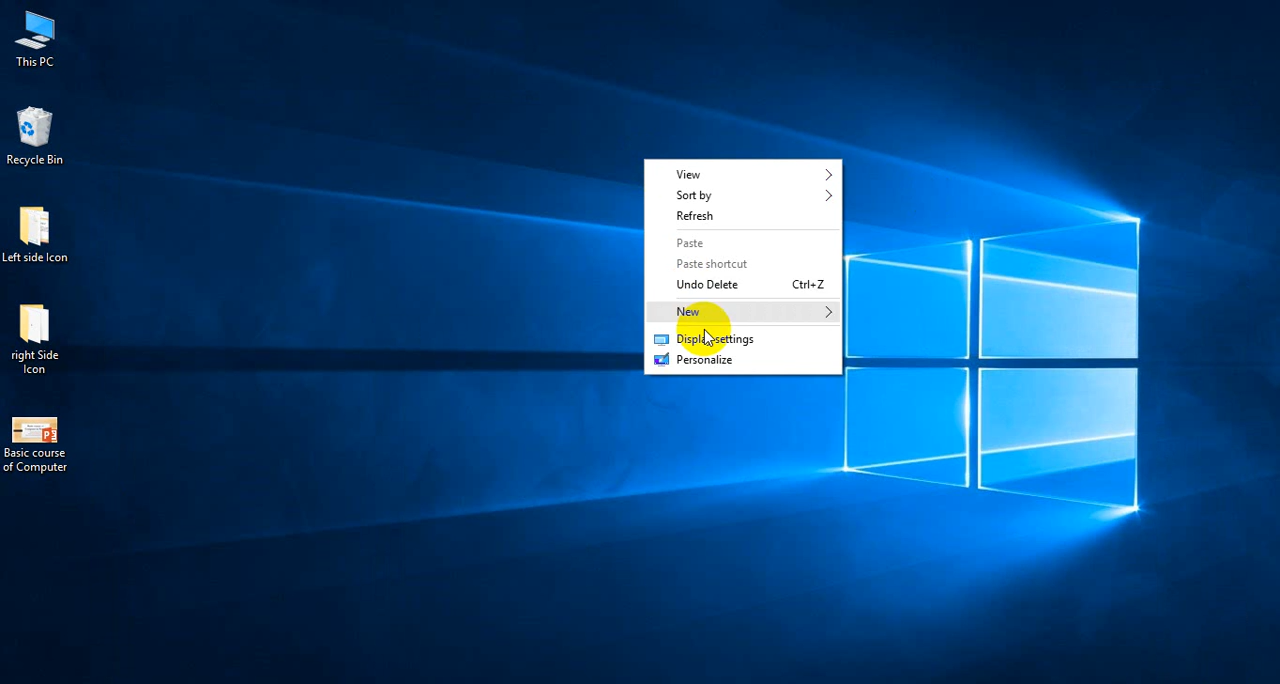 This PC
Recycle Bin
Left side Icon
right Side
Icon
Basic course
of Computer
View
Sort by
Refresh
Paste
Paste shortcut
Undo Delete Ctrl+Z
New
Display settings
Personalize